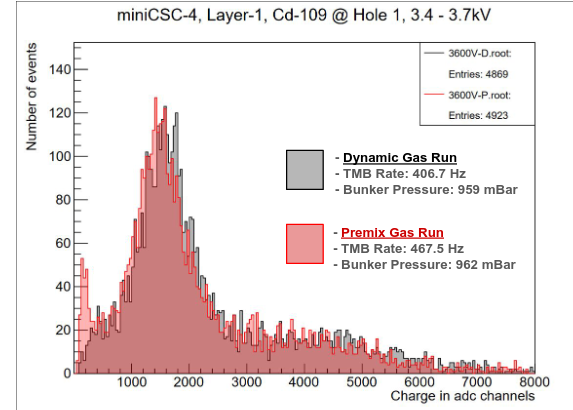 miniCSC-4, Layer-1, Cd-109 @ Hole 1, 3.4 - 3.7kV
Number of events
140
120
100
80
60
40
20
0
3600V-D.root:
Entries: 4869
3600V-P.root:
Entries: 4923
- Dynamic Gas Run
- TMB Rate: 406.7 Hz
- Bunker Pressure: 959 mBar
- Premix Gas Run
- TMB Rate: 467.5 Hz
- Bunker Pressure: 962 mBar
1000 2000 3000 4000 5000 6000 7000 8000
Charge in adc channels